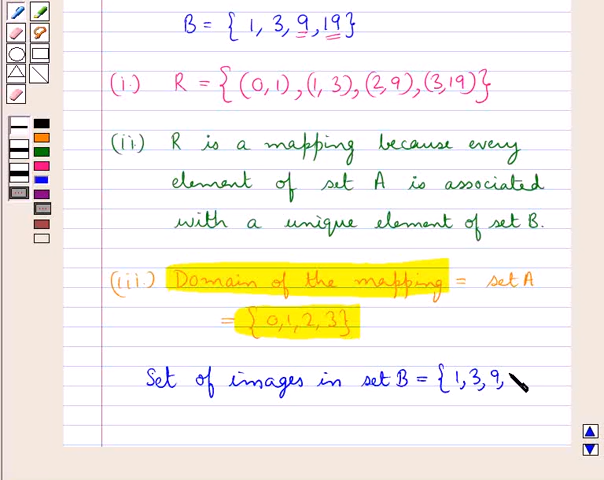 B = { 1, 3, 9, 19}
(i.) R = {(0,1), (1,3), (2,9), (3,19)}
(ii.) R is a mapping because every
element of set A is associated
with a unique element of set B.
(iii.) Domain of the mapping = set A
= {0,1,2,3}
Set of images in set B = { 1, 3, 9,